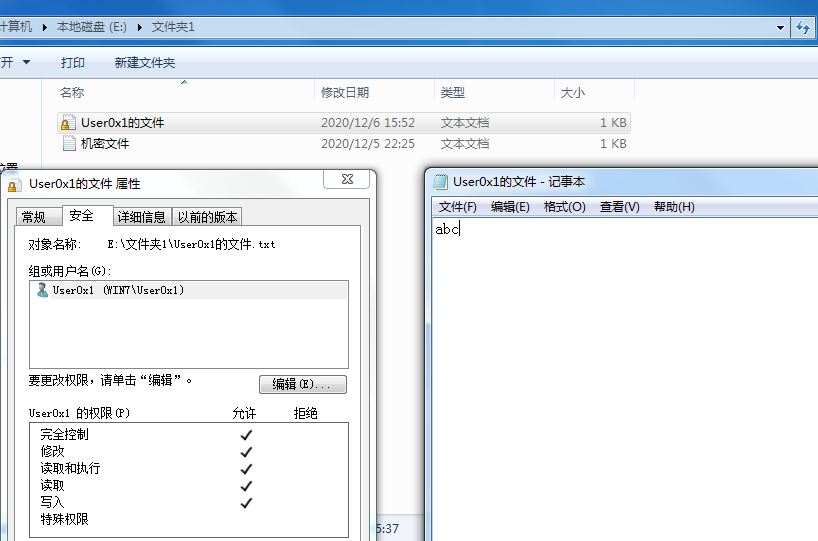 计算机 ▸ 本地磁盘 (E:) ▸ 文件夹1
打印 新建文件夹
名称 修改日期 类型 大小
User0x1的文件 2020/12/6 15:52 文本文档 1 KB
机密文件 2020/12/5 22:25 文本文档 1 KB
User0x1的文件 属性
常规 安全 详细信息 以前的版本
对象名称: E:\文件夹1\User0x1的文件.txt
组或用户名(G):
User0x1 (WIN7\User0x1)
要更改权限，请单击“编辑”。
编辑(E)...
User0x1 的权限(P) 允许 拒绝
完全控制
修改
读取和执行
读取
写入
特殊权限
User0x1的文件 - 记事本
文件(F) 编辑(E) 格式(O) 查看(V) 帮助(H)
abc
5:37